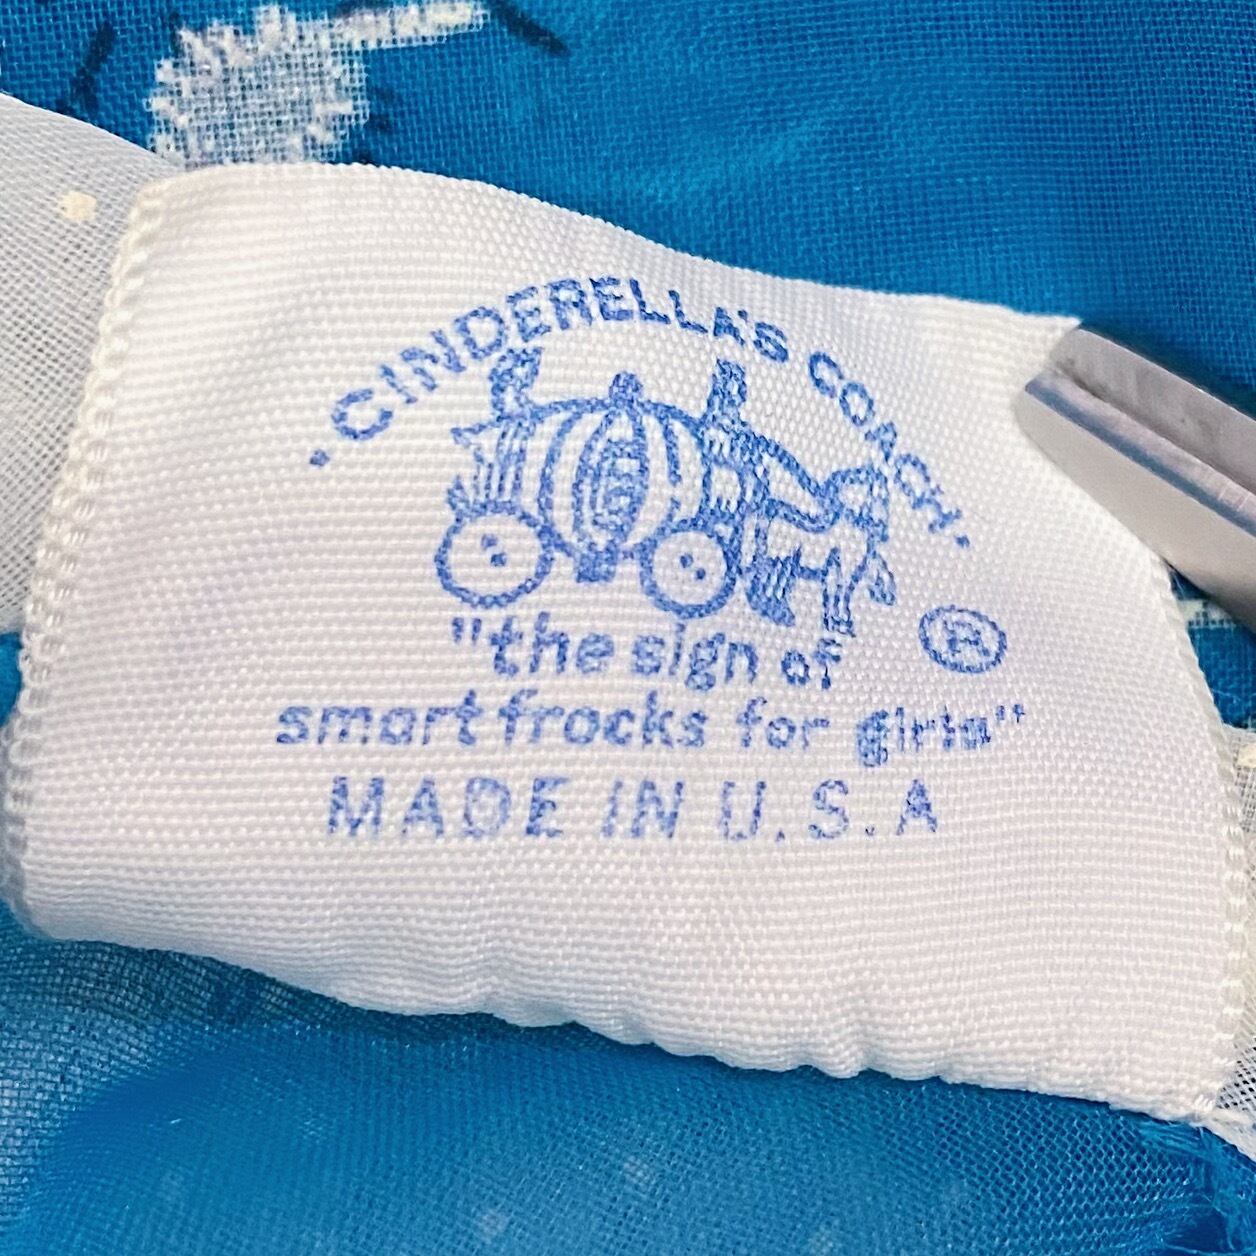 · CINDERELLA'S COACH ·
"the sign of
smart frocks for girls"
MADE IN U.S.A
®